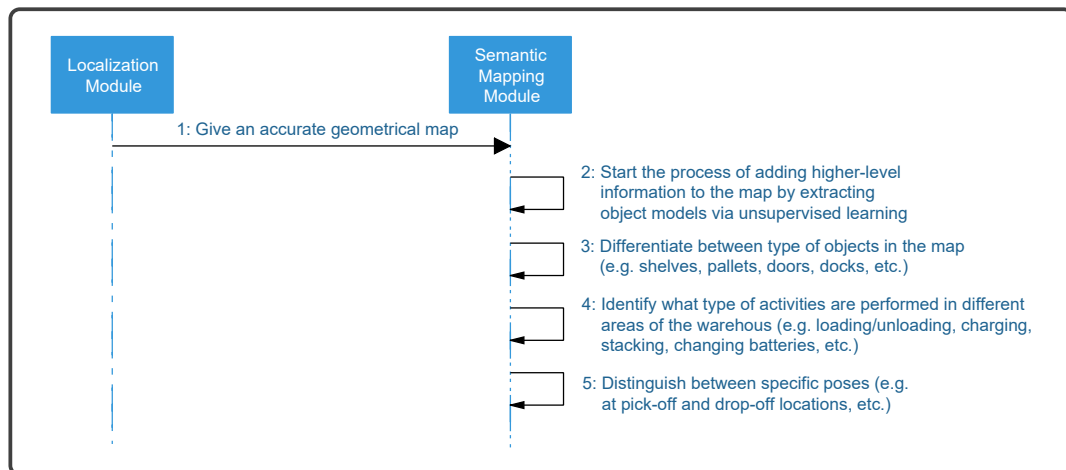 Localization
Module
Semantic
Mapping
Module
1: Give an accurate geometrical map
2: Start the process of adding higher-level
information to the map by extracting
object models via unsupervised learning
3: Differentiate between type of objects in the map
(e.g. shelves, pallets, doors, docks, etc.)
4: Identify what type of activities are performed in different
areas of the warehous (e.g. loading/unloading, charging,
stacking, changing batteries, etc.)
5: Distinguish between specific poses (e.g.
at pick-off and drop-off locations, etc.)